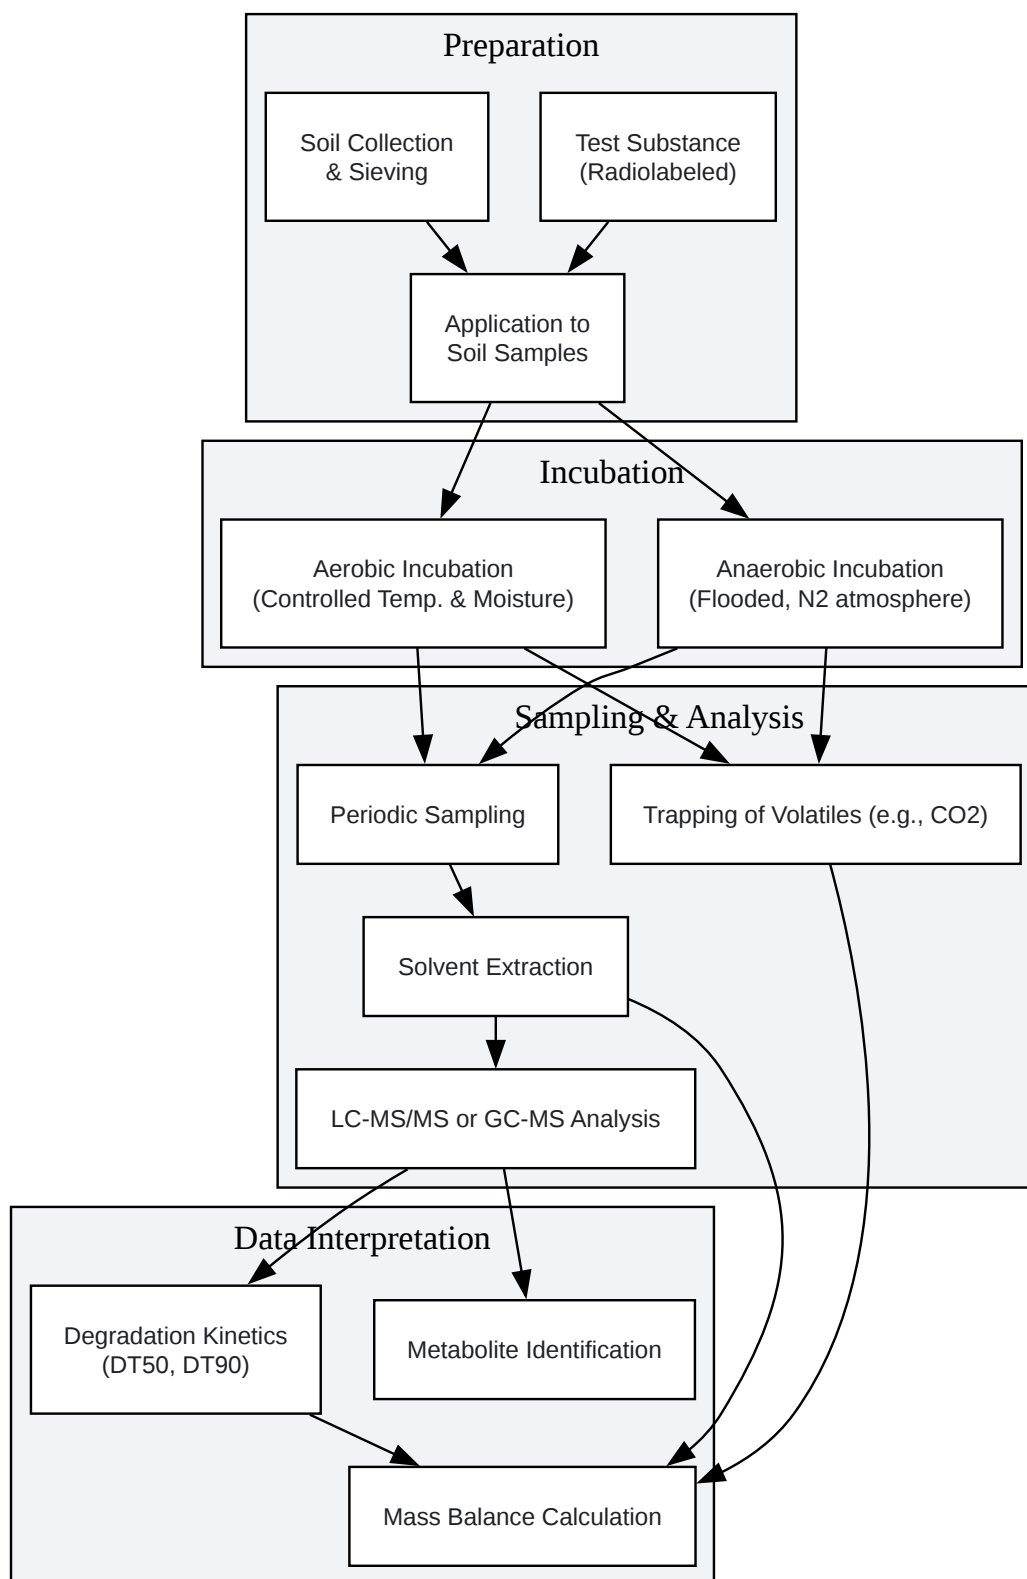 Preparation
Soil Collection
& Sieving
Test Substance
(Radiolabeled)
Application to
Soil Samples
Incubation
Aerobic Incubation
(Controlled Temp. & Moisture)
Anaerobic Incubation
(Flooded, N2 atmosphere)
Sampling & Analysis
Periodic Sampling
Trapping of Volatiles (e.g., CO2)
Solvent Extraction
LC-MS/MS or GC-MS Analysis
Data Interpretation
Degradation Kinetics
(DT50, DT90)
Metabolite Identification
Mass Balance Calculation